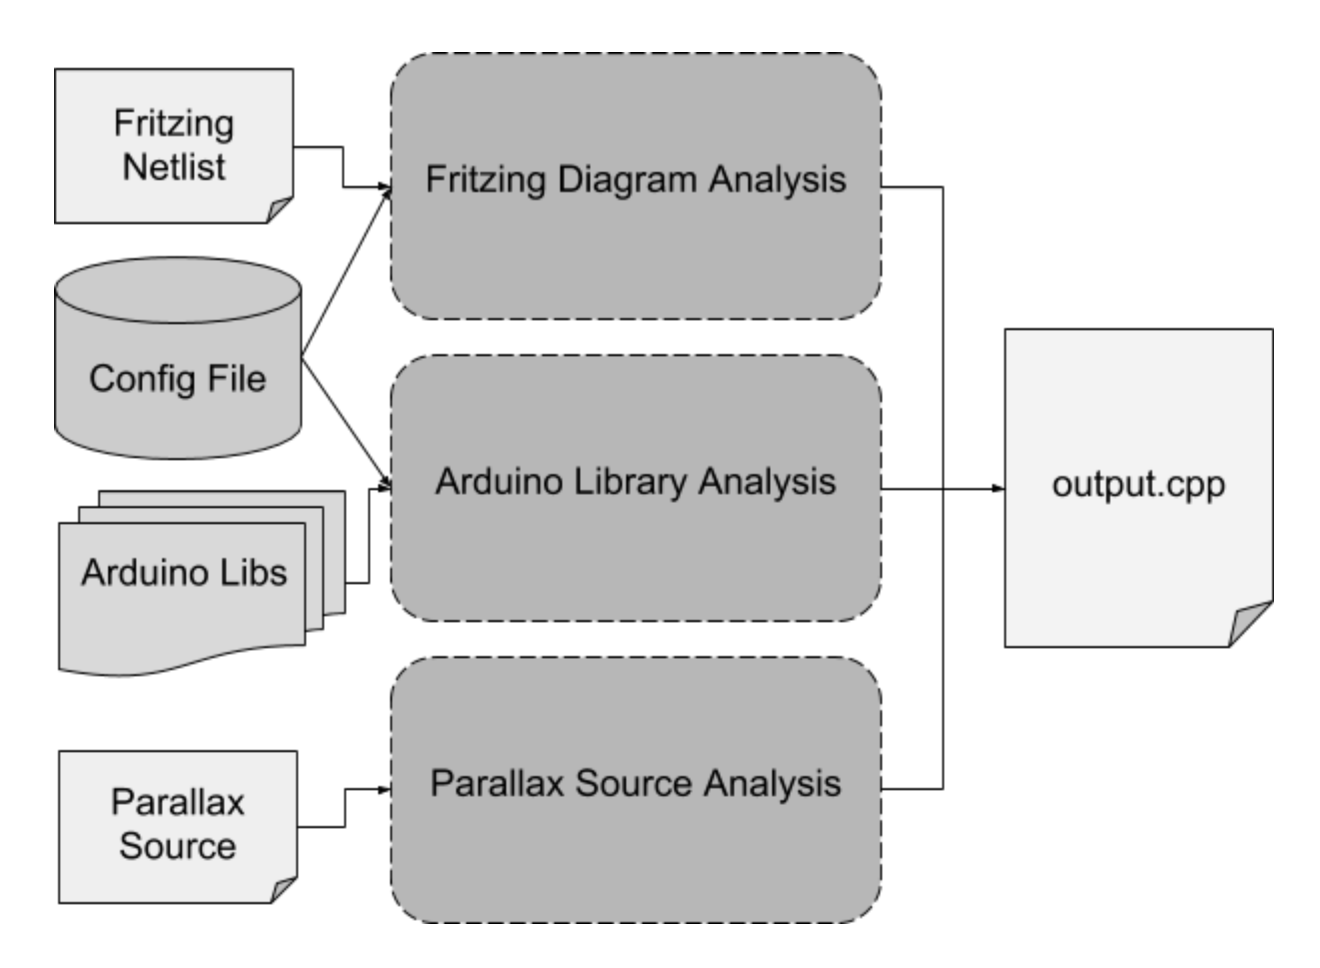 Fritzing
Netlist
Config File
Arduino Libs
Parallax
Source
Fritzing Diagram Analysis
Arduino Library Analysis
Parallax Source Analysis
output.cpp